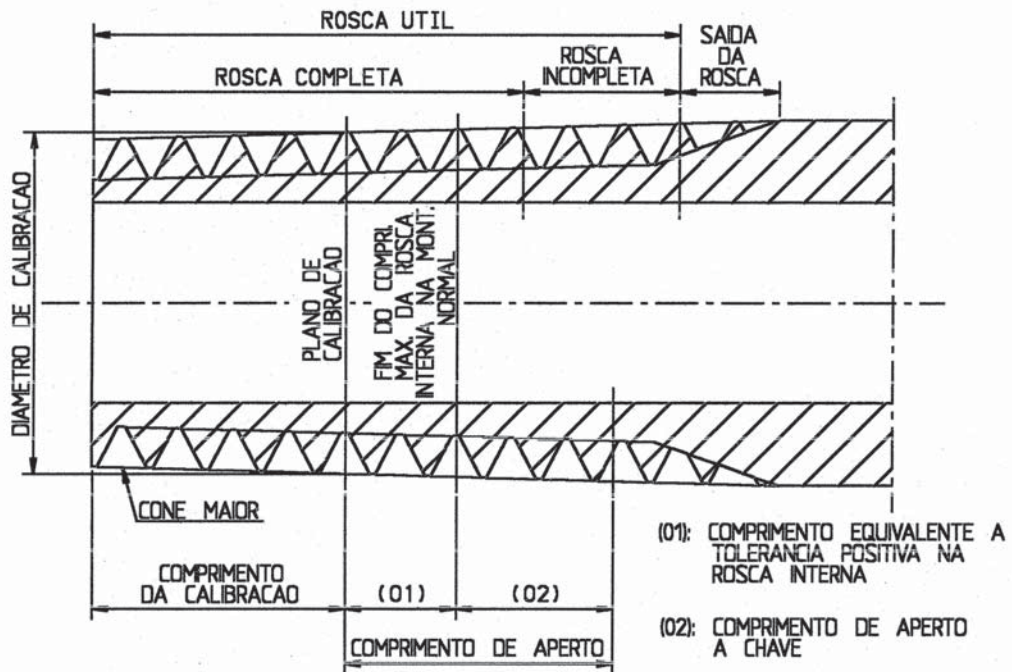 ROSCA UTIL
ROSCA COMPLETA
ROSCA
INCOMPLETA
SAIDA
DA
ROSCA
DIAMETRO DE CALIBRACAO
PLANO DE
CALIBRACAO
FIM DO COMPRI.
MAX. DA ROSCA
INTERNA NA MONT.
NORMAL
CONE MAIOR
COMPRIMENTO
DA CALIBRACAO
(01)
(02)
COMPRIMENTO DE APERTO
(01): COMPRIMENTO EQUIVALENTE A
TOLERANCIA POSITIVA NA
ROSCA INTERNA
(02): COMPRIMENTO DE APERTO
A CHAVE